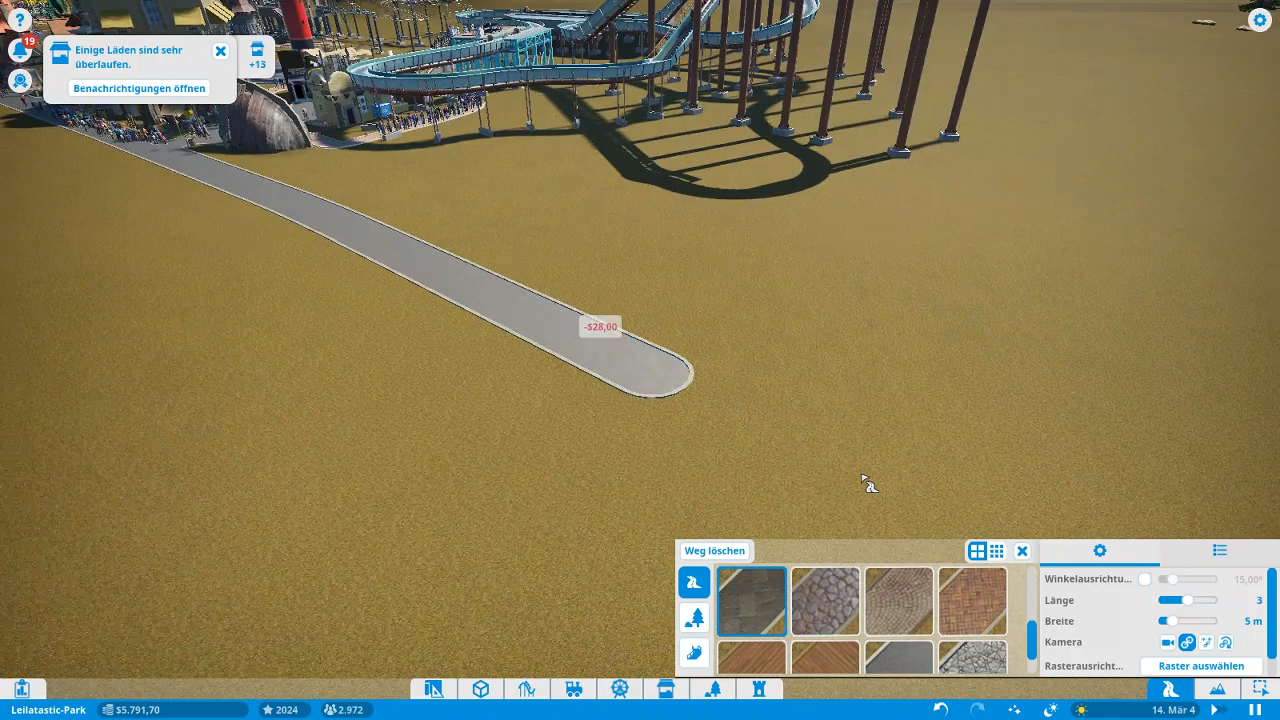 ?
19
Einige Läden sind sehr
überlaufen.
Benachrichtigungen öffnen
+13
-$28,00
Weg löschen
Winkelausrichtu...
15,00°
Länge
3
Breite
5 m
Kamera
Rasterausricht...
Raster auswählen
Leilatastic-Park
$5.791,70
2024
2.972
14. Mär 4